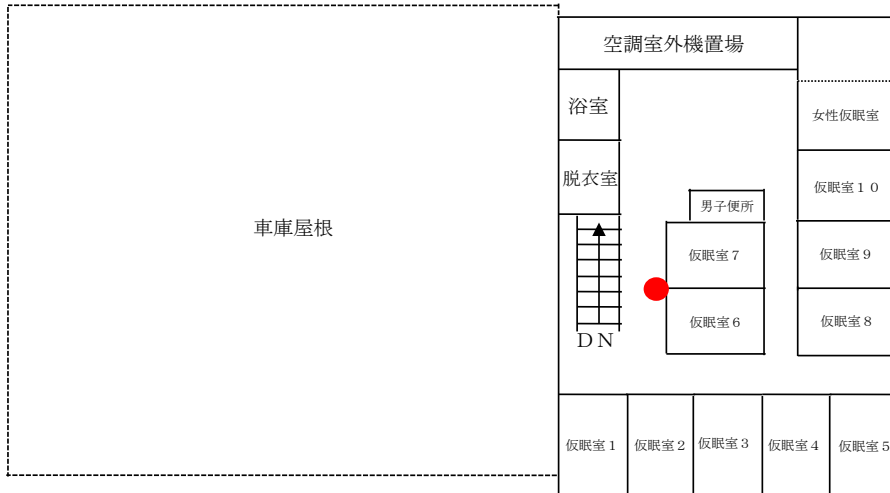 空調室外機置場
浴室
女性仮眠室
脱衣室
仮眠室１０
男子便所
車庫屋根
仮眠室７
仮眠室９
仮眠室６
仮眠室８
ＤＮ
仮眠室１
仮眠室２
仮眠室３
仮眠室４
仮眠室５